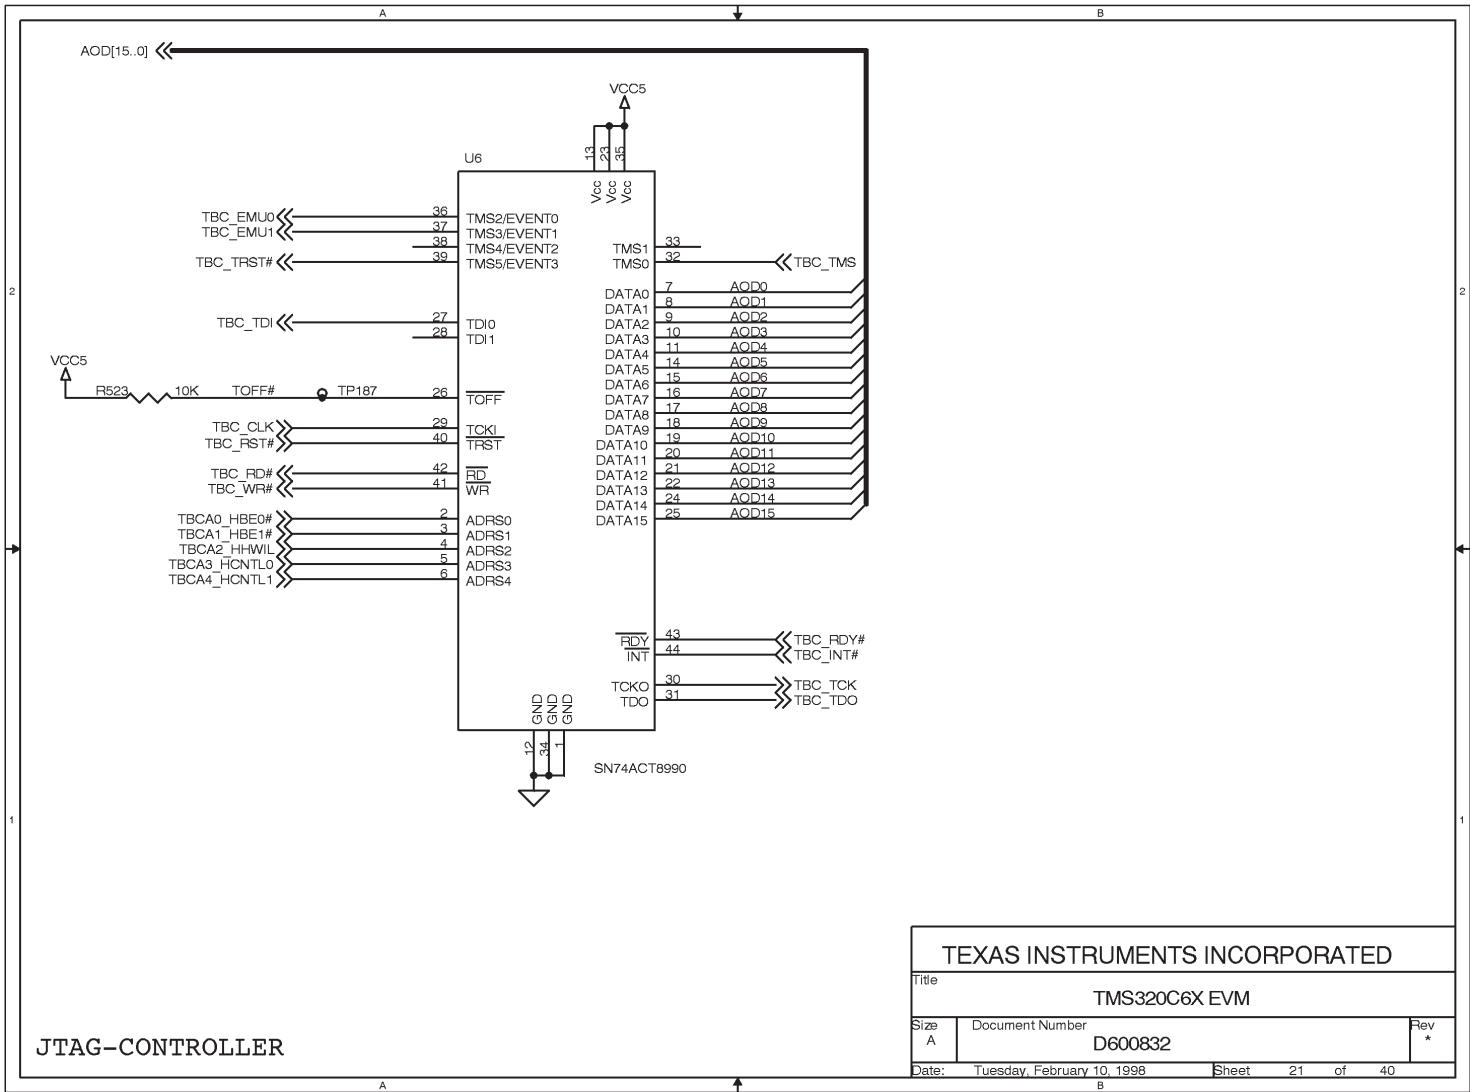 A B
AOD[15..0]
VCC5
U6
13 23 35
Vcc Vcc Vcc
TBC_EMU0 36 TMS2/EVENT0
TBC_EMU1 37 TMS3/EVENT1
38 TMS4/EVENT2 TMS1 33
TBC_TRST# 39 TMS5/EVENT3 TMS0 32 TBC_TMS
2 DATA0 7 AOD0 2
DATA1 8 AOD1
TBC_TDI 27 TDI0 DATA2 9 AOD2
28 TDI1 DATA3 10 AOD3
DATA4 11 AOD4
VCC5 DATA5 14 AOD5
DATA6 15 AOD6
R523 10K TOFF# TP187 26 TOFF DATA7 16 AOD7
DATA8 17 AOD8
TBC_CLK 29 TCKI DATA9 18 AOD9
TBC_RST# 40 TRST DATA10 19 AOD10
DATA11 20 AOD11
TBC_RD# 42 RD DATA12 21 AOD12
TBC_WR# 41 WR DATA13 22 AOD13
DATA14 24 AOD14
TBCA0_HBE0# 2 ADRS0 DATA15 25 AOD15
TBCA1_HBE1# 3 ADRS1
TBCA2_HHWIL 4 ADRS2
TBCA3_HCNTL0 5 ADRS3
TBCA4_HCNTL1 6 ADRS4
RDY 43 TBC_RDY#
INT 44 TBC_INT#
TCKO 30 TBC_TCK
TDO 31 TBC_TDO
GND GND GND
12 34 1
SN74ACT8990
1 1
TEXAS INSTRUMENTS INCORPORATED
Title
TMS320C6X EVM
Size Document Number Rev
A D600832 *
Date: Tuesday, February 10, 1998 Sheet 21 of 40
JTAG-CONTROLLER
A B